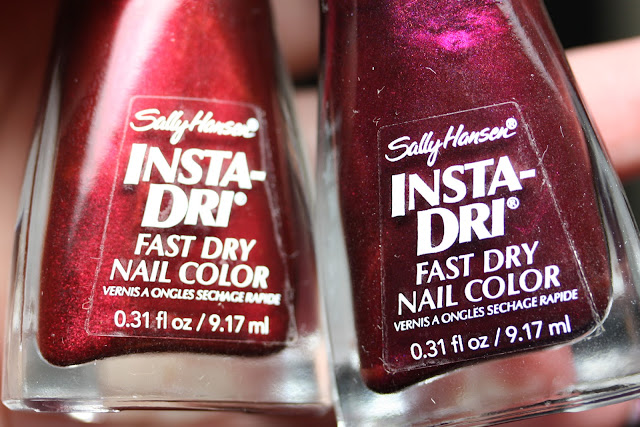 Sally Hansen®
INSTA-
DRI®
FAST DRY
NAIL COLOR
VERNIS A ONGLES SECHAGE RAPIDE
0.31 fl oz / 9.17 ml
Sally Hansen®
INSTA-
DRI®
FAST DRY
NAIL COLOR
VERNIS A ONGLES SECHAGE RAPIDE
0.31 fl oz / 9.17 ml